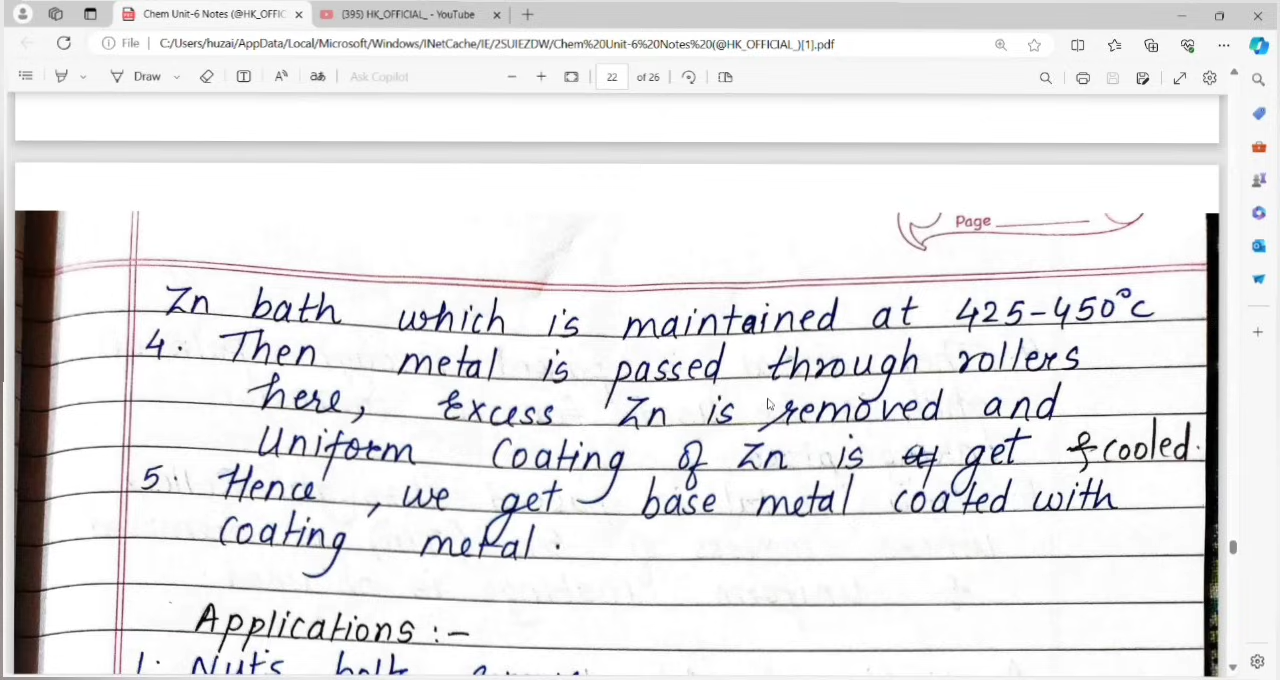 Chem Unit-6 Notes (@HK_OFFIC
(395) HK_OFFICIAL_ - YouTube
File
C:/Users/huzai/AppData/Local/Microsoft/Windows/INetCache/IE/2SUIEZDW/Chem%20Unit-6%20Notes%20(@HK_OFFICIAL_)[1].pdf
Draw
Ask Copilot
22 of 26
Page
Zn bath which is maintained at 425-450°C
4. Then metal is passed through rollers
here, Excess Zn is removed and
Uniform Coating of Zn is get & cooled.
5. Hence, we get base metal coated with
coating metal.
Applications :-
1. Nuts